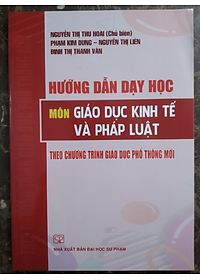 NGUYỄN THỊ THU HOÀI (Chủ biên)
PHẠM KIM DUNG – NGUYỄN THỊ LIÊN
ĐINH THỊ THANH VÂN
HƯỚNG DẪN DẠY HỌC
MÔN GIÁO DỤC KINH TẾ
VÀ PHÁP LUẬT
THEO CHƯƠNG TRÌNH GIÁO DỤC PHỔ THÔNG MỚI
NHÀ XUẤT BẢN ĐẠI HỌC SƯ PHẠM